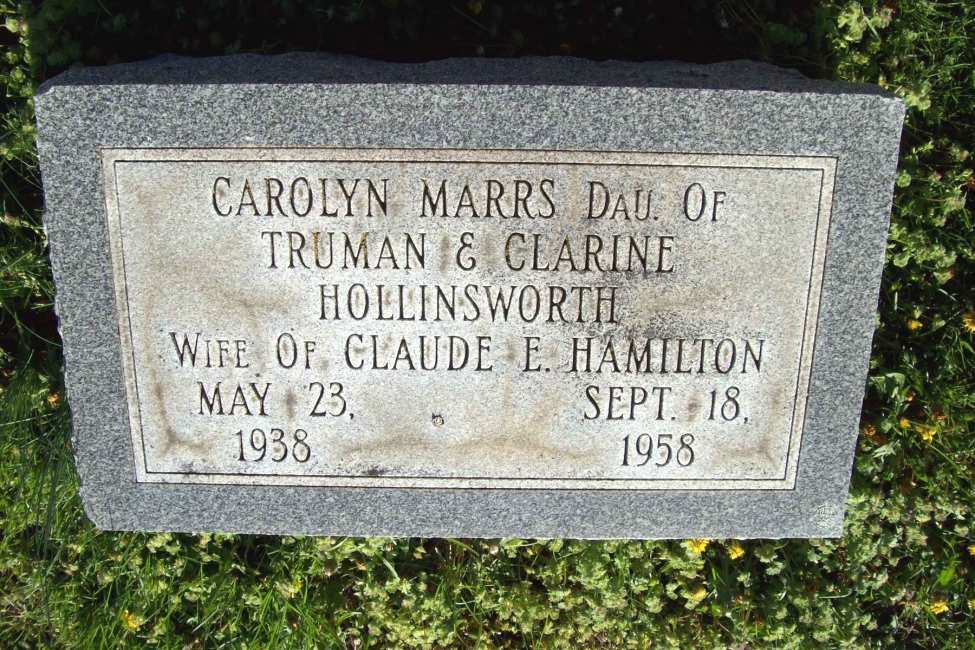 CAROLYN MARRS DAU. OF
TRUMAN & CLARINE
HOLLINSWORTH
WIFE OF CLAUDE E. HAMILTON
MAY 23, SEPT. 18,
1938 1958